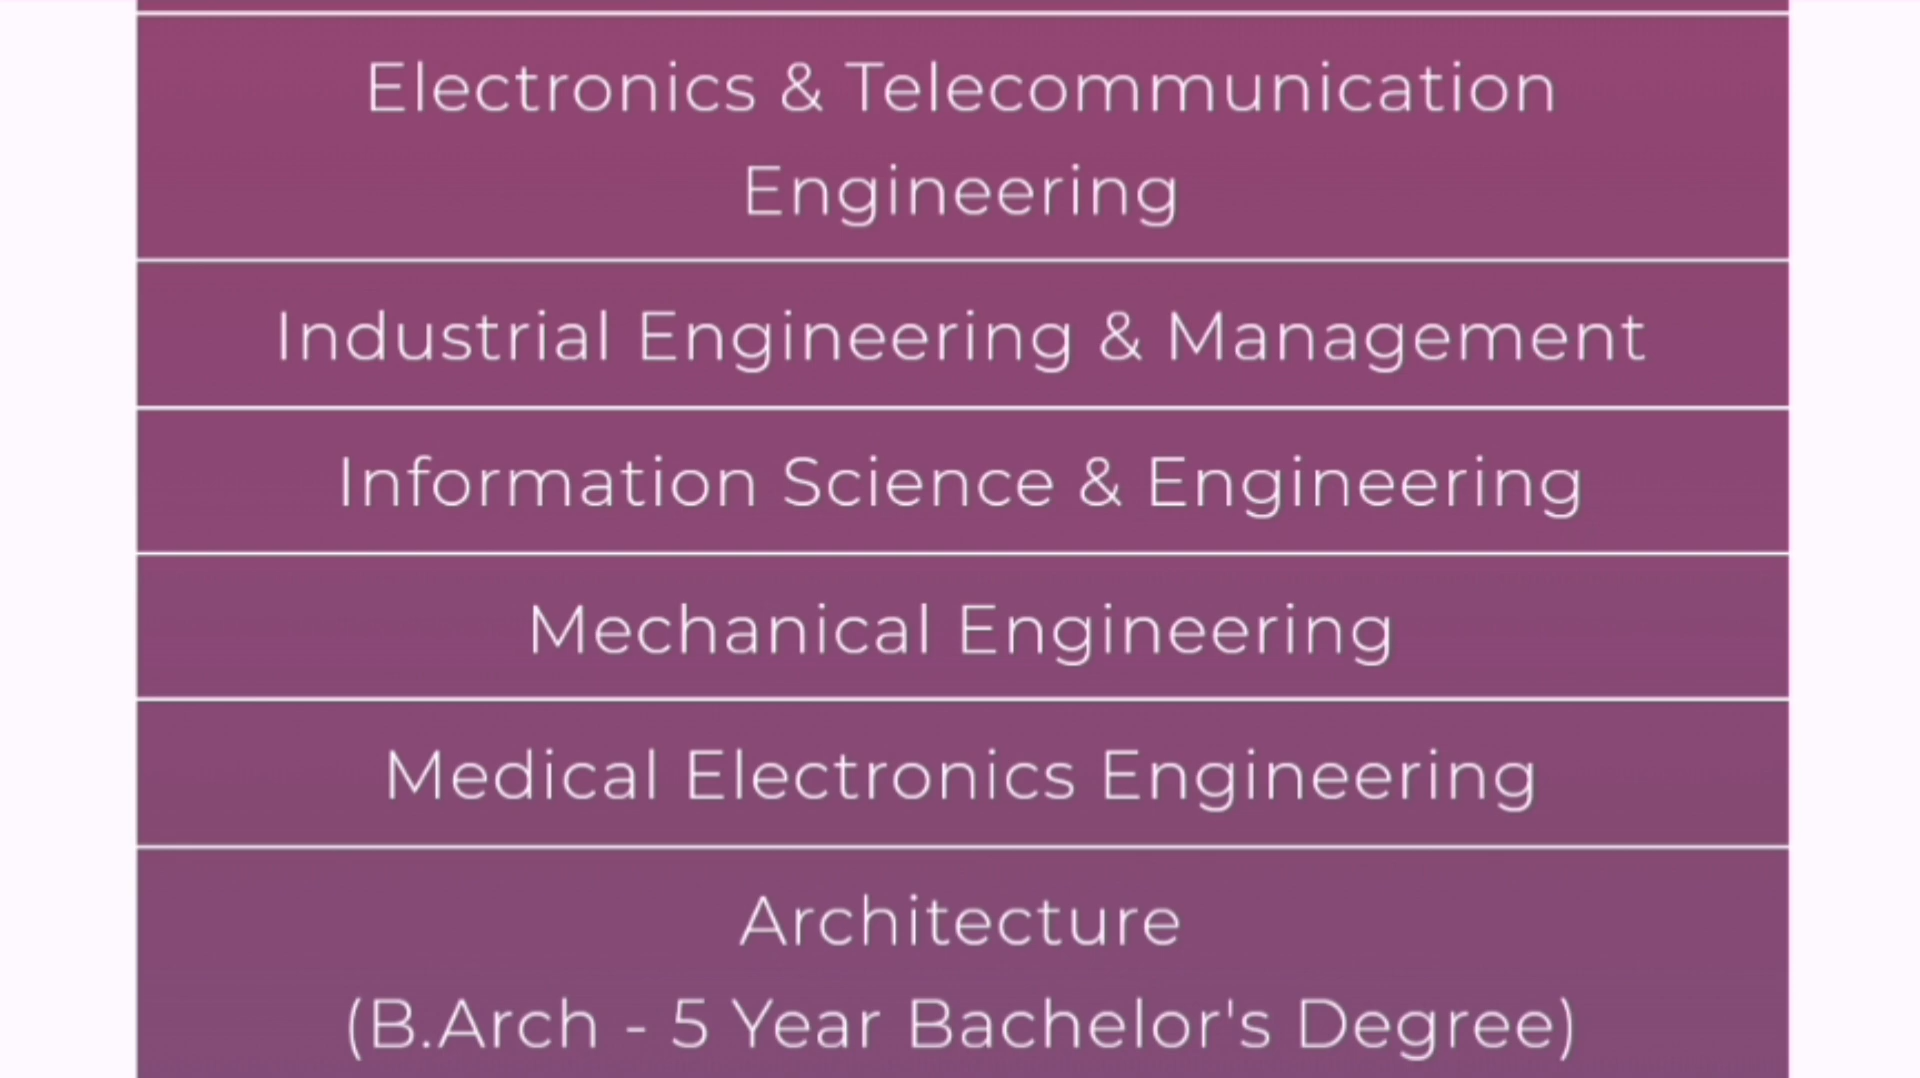 Electronics & Telecommunication
Engineering
Industrial Engineering & Management
Information Science & Engineering
Mechanical Engineering
Medical Electronics Engineering
Architecture
(B.Arch - 5 Year Bachelor's Degree)